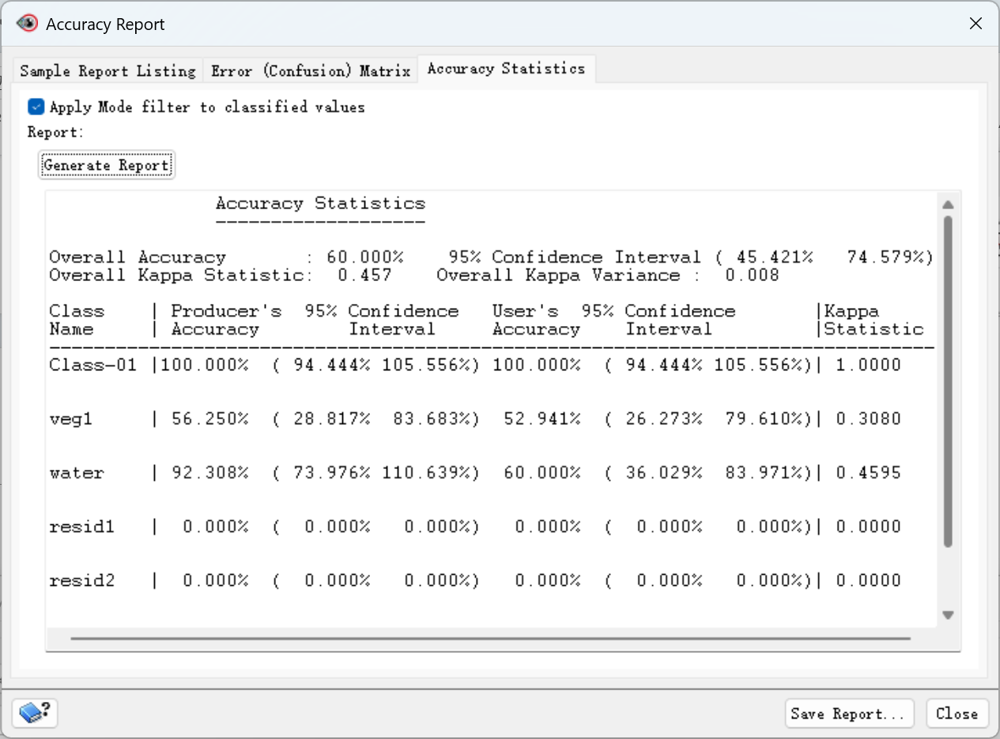 Accuracy Report
Sample Report Listing Error (Confusion) Matrix Accuracy Statistics
Apply Mode filter to classified values
Report:
Generate Report
Accuracy Statistics
-------------------
Overall Accuracy : 60.000% 95% Confidence Interval ( 45.421% 74.579%)
Overall Kappa Statistic: 0.457 Overall Kappa Variance : 0.008
Class | Producer's 95% Confidence User's 95% Confidence |Kappa
Name | Accuracy Interval Accuracy Interval |Statistic
--------------------------------------------------------------------------------
Class-01 |100.000% ( 94.444% 105.556%) 100.000% ( 94.444% 105.556%)| 1.0000
veg1 | 56.250% ( 28.817% 83.683%) 52.941% ( 26.273% 79.610%)| 0.3080
water | 92.308% ( 73.976% 110.639%) 60.000% ( 36.029% 83.971%)| 0.4595
resid1 | 0.000% ( 0.000% 0.000%) 0.000% ( 0.000% 0.000%)| 0.0000
resid2 | 0.000% ( 0.000% 0.000%) 0.000% ( 0.000% 0.000%)| 0.0000
? Save Report... Close